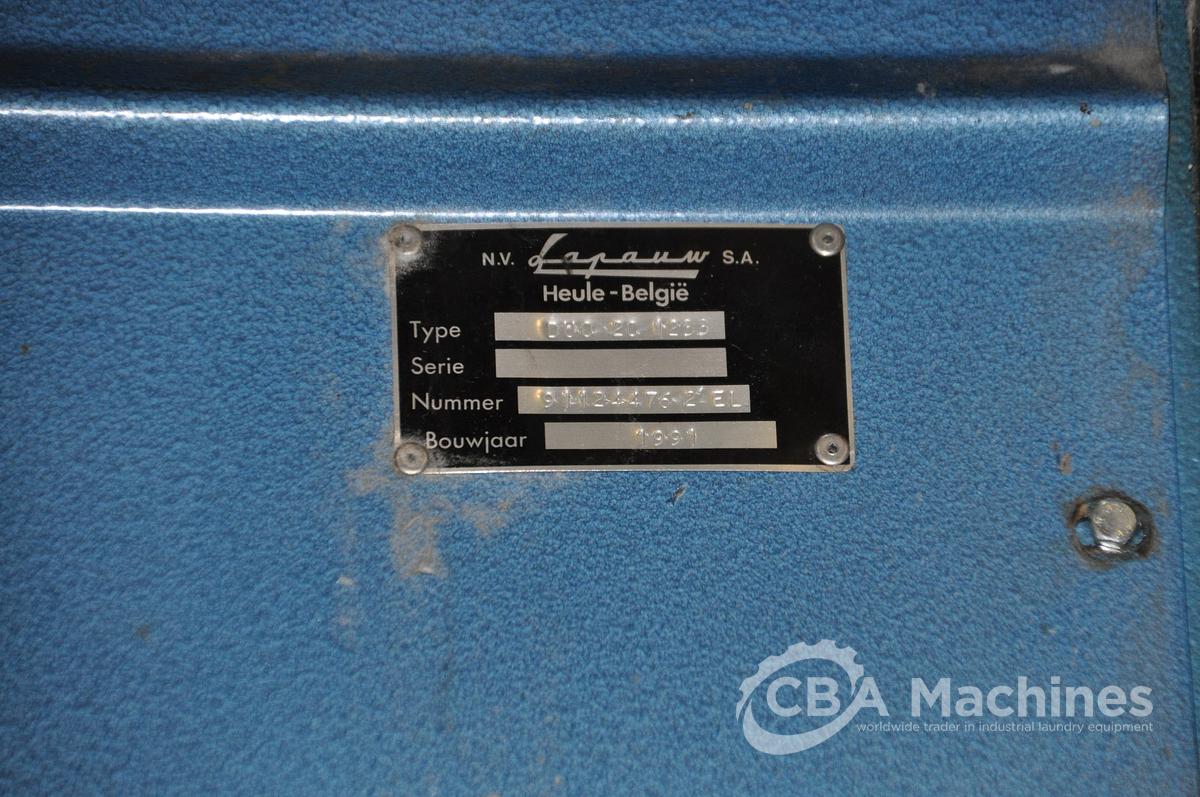 N.V. Lapauw S.A.
Heule - België
Type
Serie
Nummer
Bouwjaar 1991
CBA Machines
worldwide trader in industrial laundry equipment